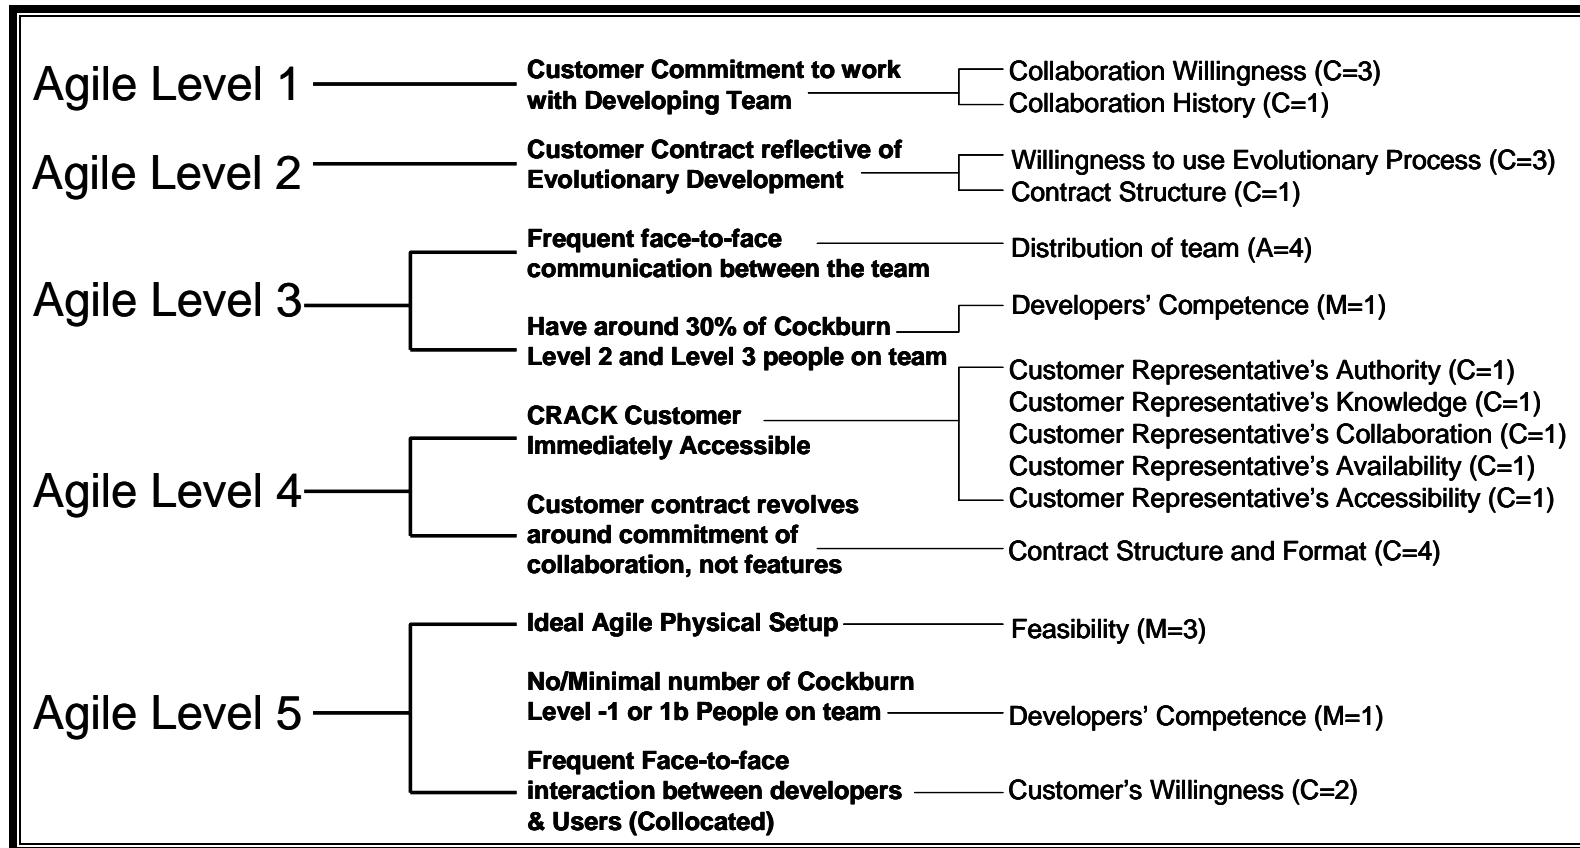 Agile Level 1
Customer Commitment to work
with Developing Team
Collaboration Willingness (C=3)
Collaboration History (C=1)
Agile Level 2
Customer Contract reflective of
Evolutionary Development
Willingness to use Evolutionary Process (C=3)
Contract Structure (C=1)
Agile Level 3
Frequent face-to-face
communication between the team
Distribution of team (A=4)
Have around 30% of Cockburn
Level 2 and Level 3 people on team
Developers’ Competence (M=1)
Agile Level 4
CRACK Customer
Immediately Accessible
Customer Representative’s Authority (C=1)
Customer Representative’s Knowledge (C=1)
Customer Representative’s Collaboration (C=1)
Customer Representative’s Availability (C=1)
Customer Representative’s Accessibility (C=1)
Customer contract revolves
around commitment of
collaboration, not features
Contract Structure and Format (C=4)
Agile Level 5
Ideal Agile Physical Setup
Feasibility (M=3)
No/Minimal number of Cockburn
Level -1 or 1b People on team
Developers’ Competence (M=1)
Frequent Face-to-face
interaction between developers
& Users (Collocated)
Customer’s Willingness (C=2)